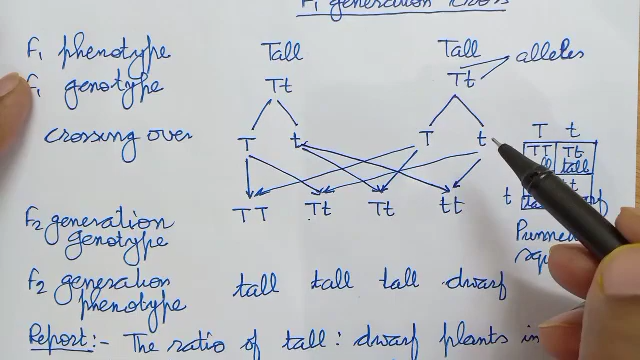 F1 generation cross
F1 phenotype Tall Tall alleles
F1 genotype Tt Tt
crossing over T t T t
T t
TT Tt
tall
t
F2 generation TT Tt Tt tt
genotype
F2 generation tall tall tall dwarf
phenotype
Report:- The ratio of tall : dwarf plants in